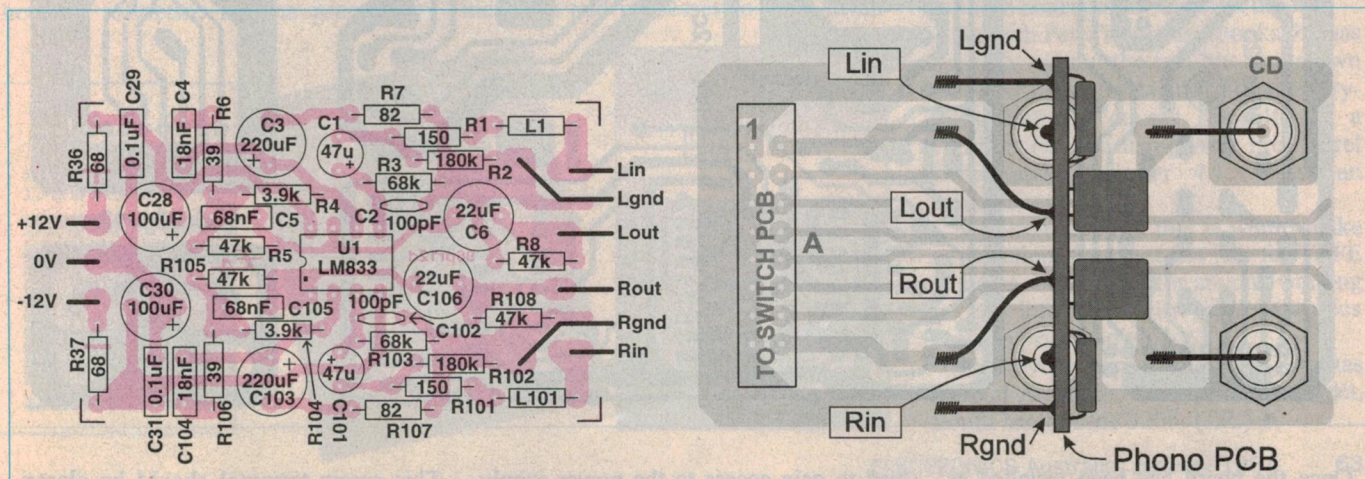 C29
0.1uF
C4
18nF
R6
39
C3
220uF
+
C1
47u
+
R7
82
150
R1
L1
R36
68
180k
R2
R3
68k
Lin
Lgnd
C28
100uF
+
3.9k
R4
C2
100pF
22uF
C6
+12V
68nF
C5
Lout
U1
LM833
47k
R5
R8
47k
0V
R105
47k
22uF
C106
Rout
-12V
C30
100uF
+
68nF
C105
100pF
R108
47k
Rgnd
3.9k
C102
R37
68
68k
R103
180k
R102
Rin
0.1uF
C31
18nF
C104
39
R106
+
220uF
C103
R104
+
47u
C101
150
R101
L101
82
R107
Lgnd
Lin
CD
1
TO SWITCH PCB
A
Lout
Rout
Rin
Rgnd
Phono PCB